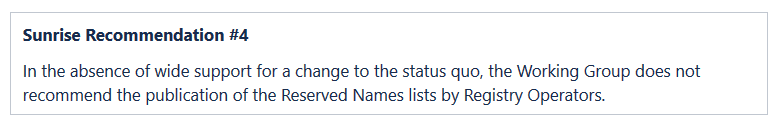 Sunrise Recommendation #4
In the absence of wide support for a change to the status quo, the Working Group does not
recommend the publication of the Reserved Names lists by Registry Operators.